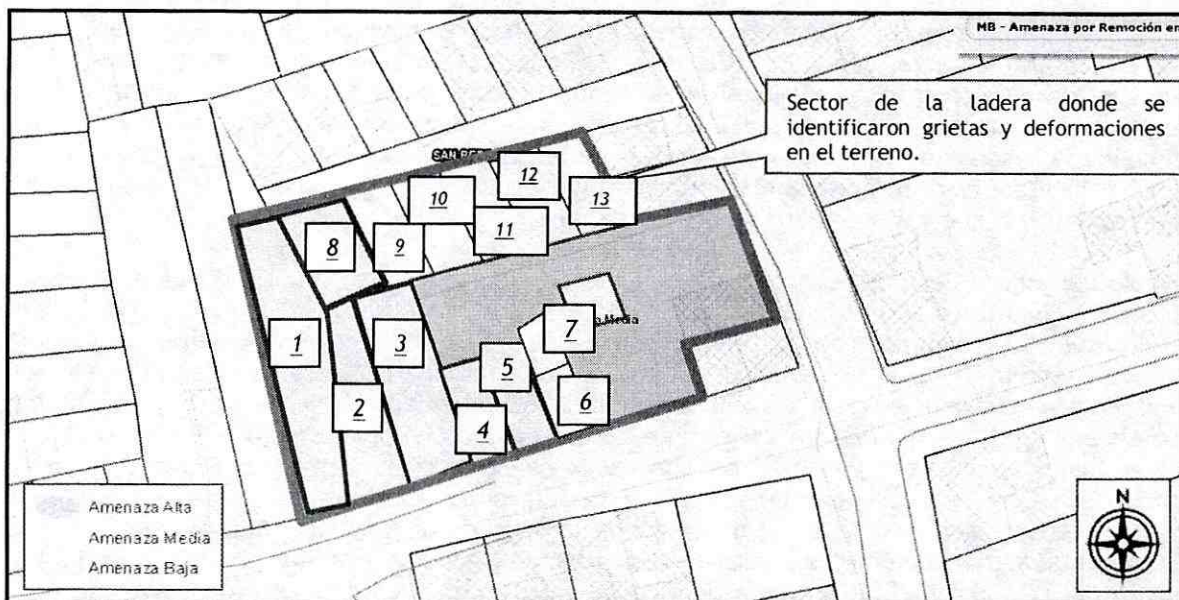 MB - Amenaza por Remoción en
Sector de la ladera donde se
identificaron grietas y deformaciones
en el terreno.
12
10
13
11
8
9
1
3
7
Media
5
2
6
4
N
Amenaza Alta
Amenaza Media
Amenaza Baja